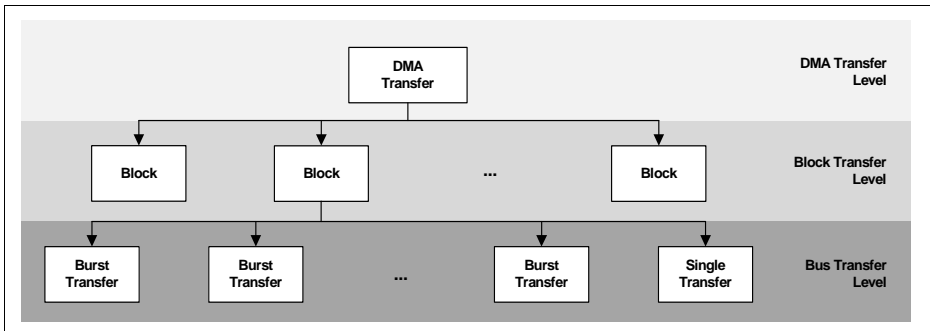 DMA
Transfer
DMA Transfer
Level
Block
Block
...
Block
Block Transfer
Level
Burst
Transfer
Burst
Transfer
...
Burst
Transfer
Single
Transfer
Bus Transfer
Level